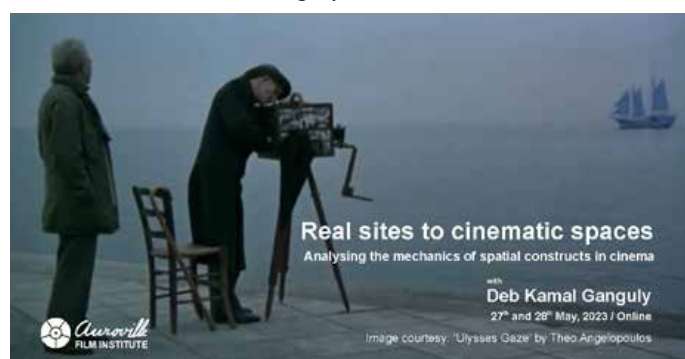 Real sites to cinematic spaces
Analysing the mechanics of spatial constructs in cinema
with
Deb Kamal Ganguly
27th and 28th May, 2023 / Online
Image courtesy: 'Ulysses Gaze' by Theo Angelopoulos
Auroville
FILM INSTITUTE